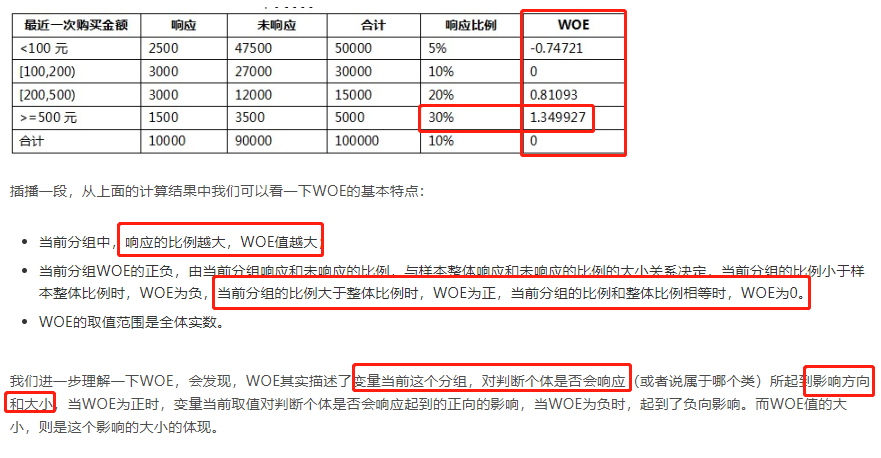 最近一次购买金额 响应 未响应 合计 响应比例 WOE
<100 元 2500 47500 50000 5% -0.74721
[100,200) 3000 27000 30000 10% 0
[200,500) 3000 12000 15000 20% 0.81093
>=500 元 1500 3500 5000 30% 1.349927
合计 10000 90000 100000 10% 0
插播一段，从上面的计算结果中我们可以看一下WOE的基本特点：
• 当前分组中，响应的比例越大，WOE值越大；
• 当前分组WOE的正负，由当前分组响应和未响应的比例，与样本整体响应和未响应的比例的大小关系决定，当前分组的比例小于样
本整体比例时，WOE为负，当前分组的比例大于整体比例时，WOE为正，当前分组的比例和整体比例相等时，WOE为0。
• WOE的取值范围是全体实数。
我们进一步理解一下WOE，会发现，WOE其实描述了变量当前这个分组，对判断个体是否会响应（或者说属于哪个类）所起到影响方向
和大小，当WOE为正时，变量当前取值对判断个体是否会响应起到的正向的影响，当WOE为负时，起到了负向影响。而WOE值的大
小，则是这个影响的大小的体现。